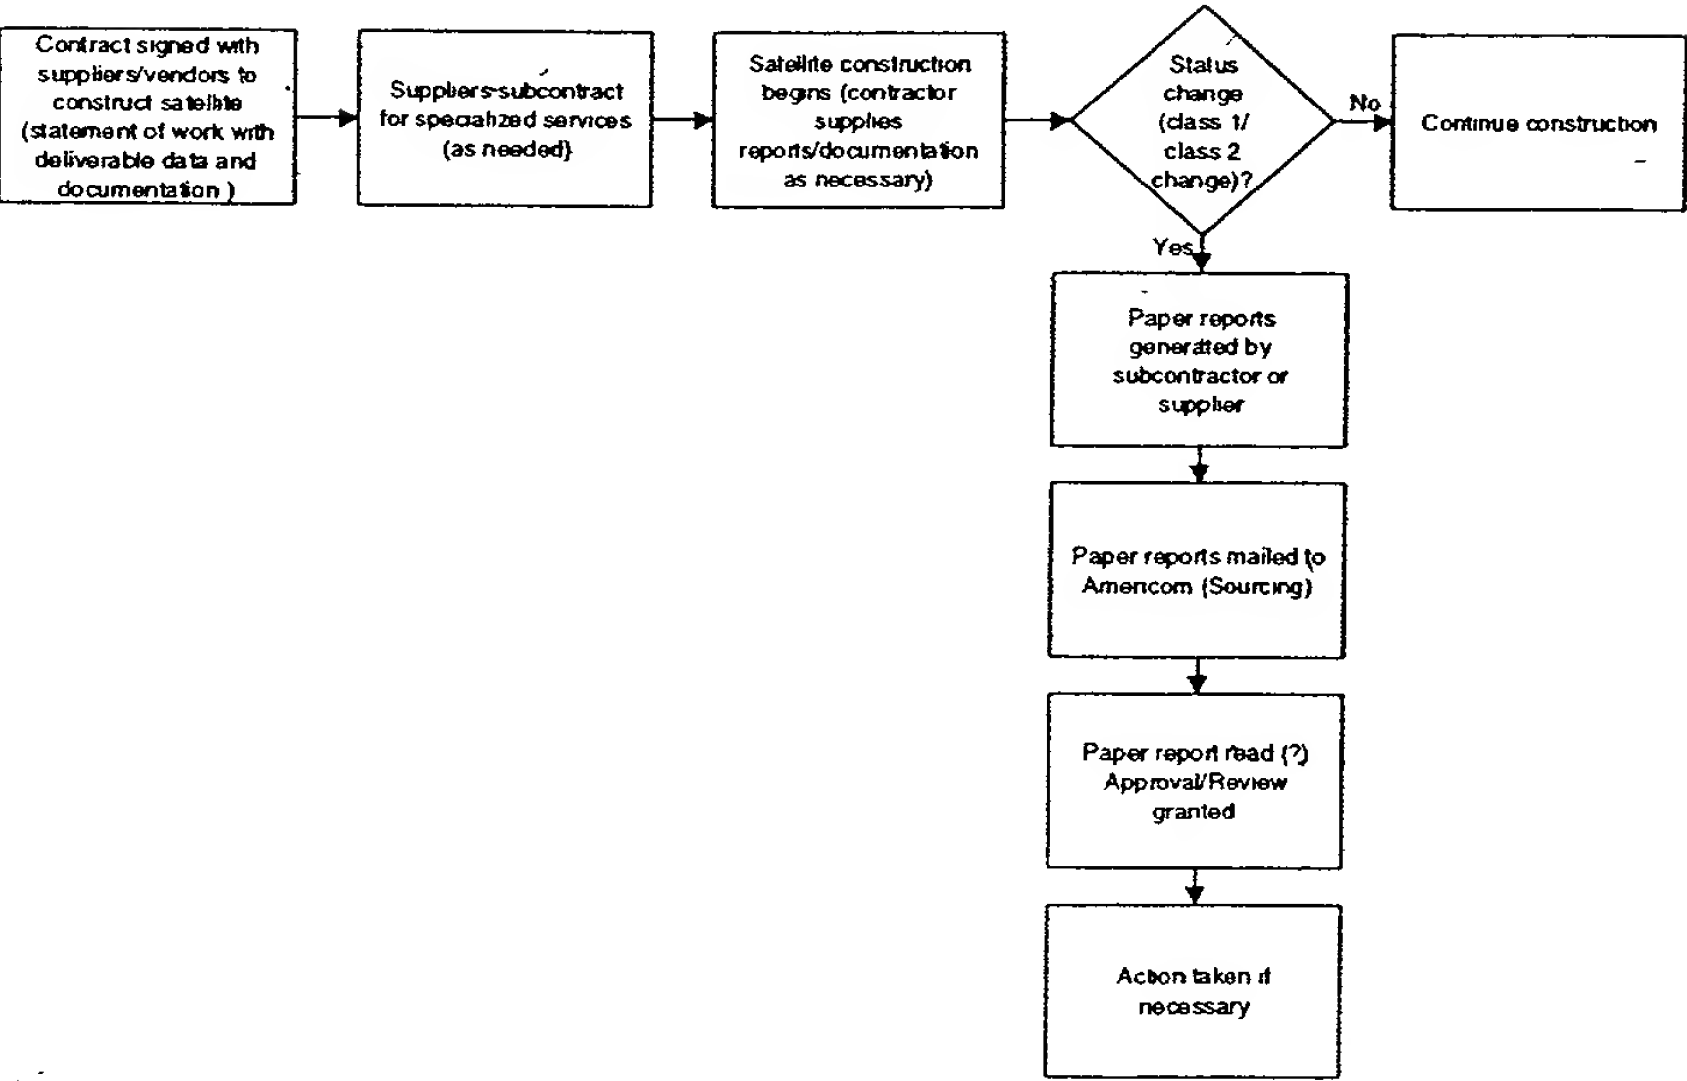 Contract signed with
suppliers/vendors to
construct satellite
(statement of work with
deliverable data and
documentation )
Suppliers subcontract
for specialized services
(as needed)
Satellite construction
begins (contractor
supplies
reports/documentation
as necessary)
Status
change
(class 1/
class 2
change)?
No
Continue construction
Yes
Paper reports
generated by
subcontractor or
supplier
Paper reports mailed to
Americom (Sourcing)
Paper report read (?)
Approval/Review
granted
Action taken if
necessary